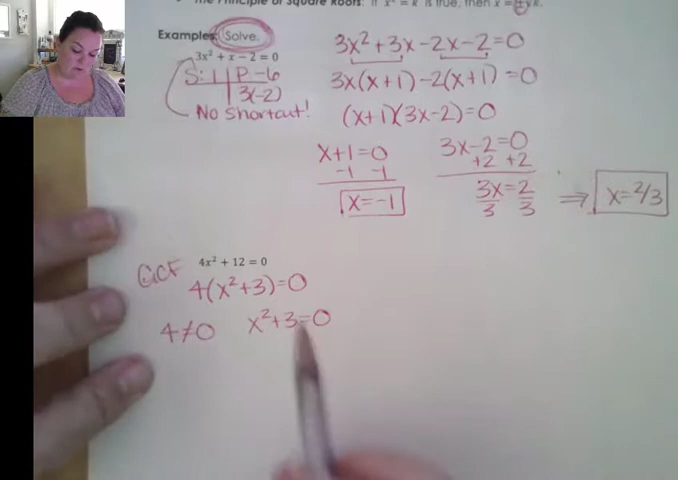 The Principle of Square Roots: If x² = k is true, then x = ±√k.
Examples: Solve.
3x² + x − 2 = 0
S: 1 | P −6
3(−2)
No shortcut!
3x² + 3x − 2x − 2 = 0
3x(x+1) − 2(x+1) = 0
(x+1)(3x−2) = 0
x+1 = 0
−1 −1
x = −1
3x−2 = 0
+2 +2
3x = 2
3 3
⇒ x = 2/3
GCF 4x² + 12 = 0
4(x²+3) = 0
4 ≠ 0 x²+3 = 0